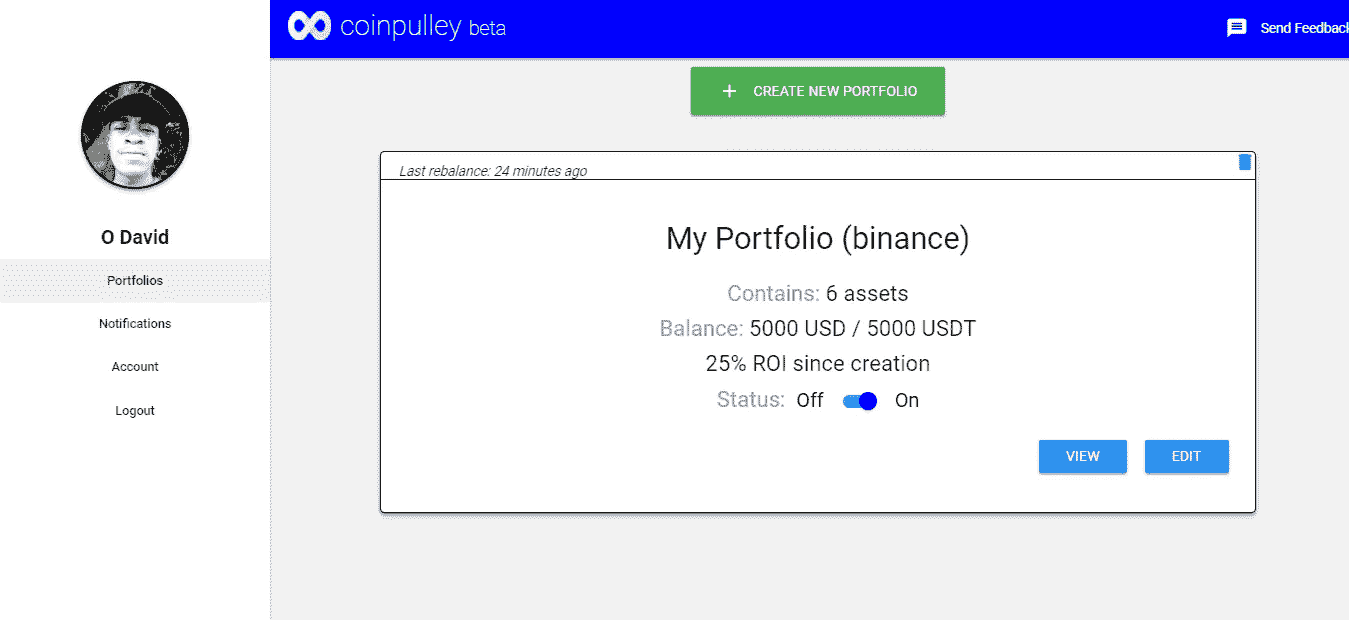 coinpulley beta
Send Feedback
+ CREATE NEW PORTFOLIO
Last rebalance: 24 minutes ago
O David
Portfolios
Notifications
Account
Logout
My Portfolio (binance)
Contains: 6 assets
Balance: 5000 USD / 5000 USDT
25% ROI since creation
Status: Off On
VIEW EDIT